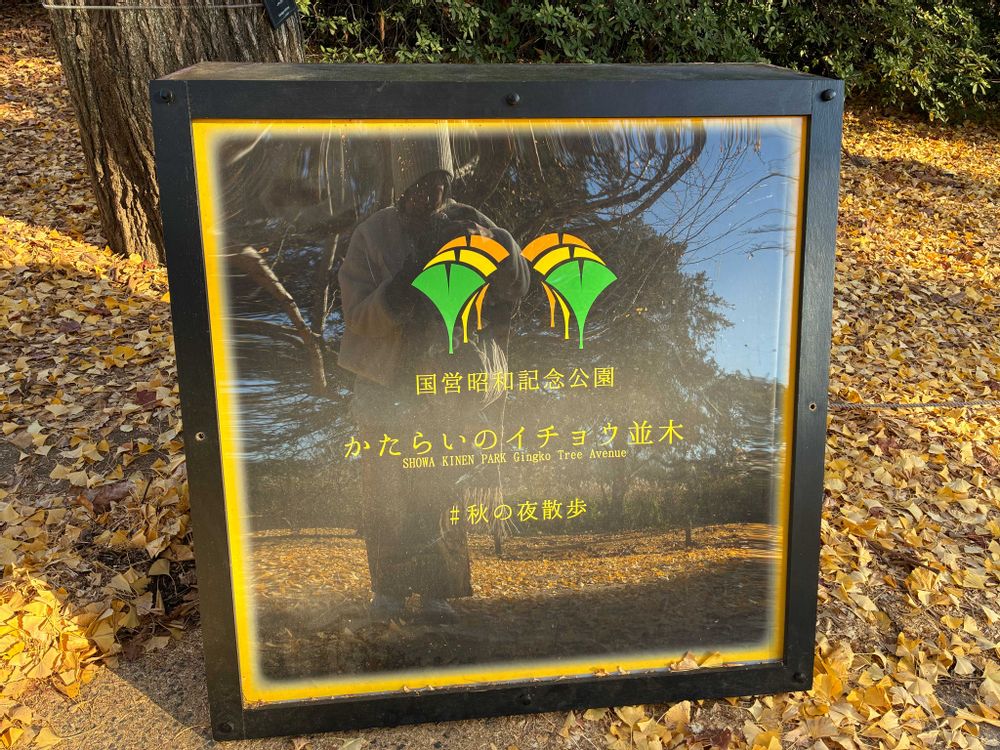 国営昭和記念公園
かたらいのイチョウ並木
SHOWA KINEN PARK Gingko Tree Avenue
#秋の夜散歩